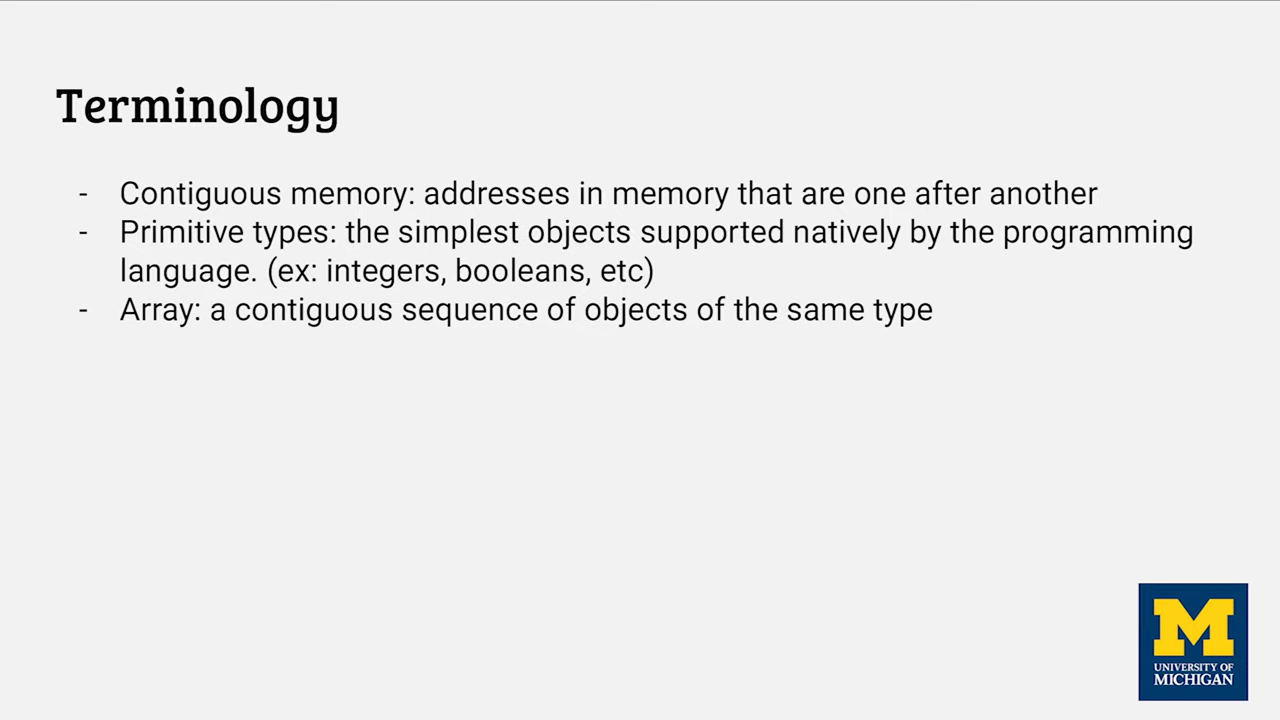 Terminology
- Contiguous memory: addresses in memory that are one after another
- Primitive types: the simplest objects supported natively by the programming
language. (ex: integers, booleans, etc)
- Array: a contiguous sequence of objects of the same type
M
UNIVERSITY OF
MICHIGAN